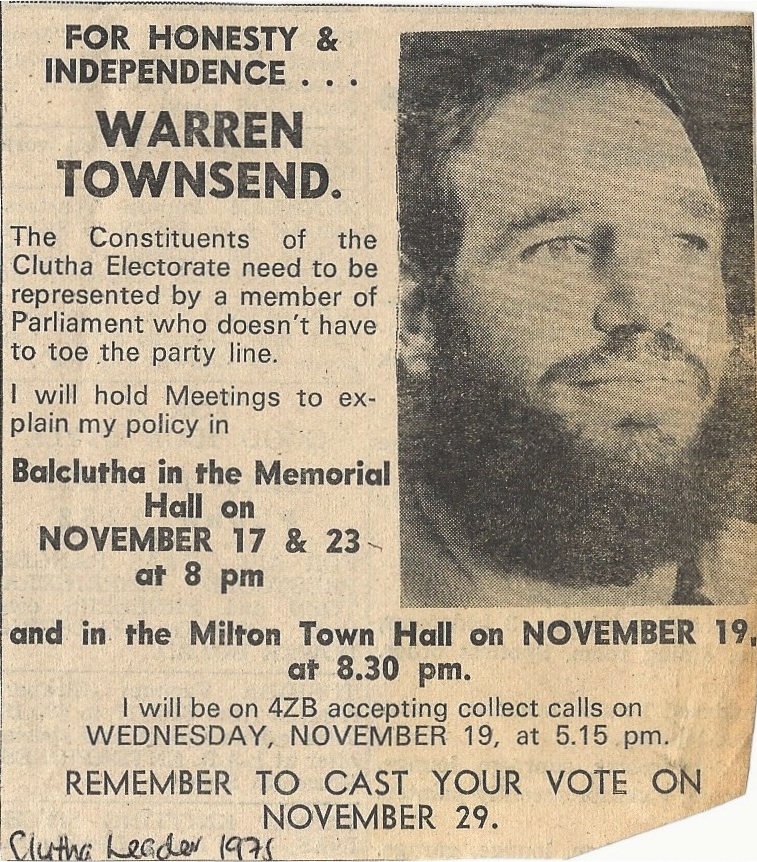 FOR HONESTY &
INDEPENDENCE . . .
WARREN
TOWNSEND.
The Constituents of the
Clutha Electorate need to be
represented by a member of
Parliament who doesn't have
to toe the party line.
I will hold Meetings to ex-
plain my policy in
Balclutha in the Memorial
Hall on
NOVEMBER 17 & 23
at 8 pm
and in the Milton Town Hall on NOVEMBER 19,
at 8.30 pm.
I will be on 4ZB accepting collect calls on
WEDNESDAY, NOVEMBER 19, at 5.15 pm.
REMEMBER TO CAST YOUR VOTE ON
NOVEMBER 29.
Clutha Leader 1975